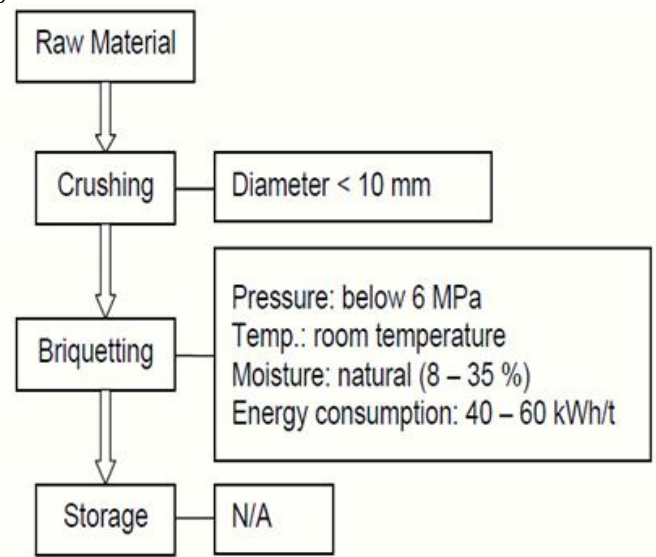 Raw Material
Crushing
Diameter < 10 mm
Briquetting
Pressure: below 6 MPa
Temp.: room temperature
Moisture: natural (8 – 35 %)
Energy consumption: 40 – 60 kWh/t
Storage
N/A